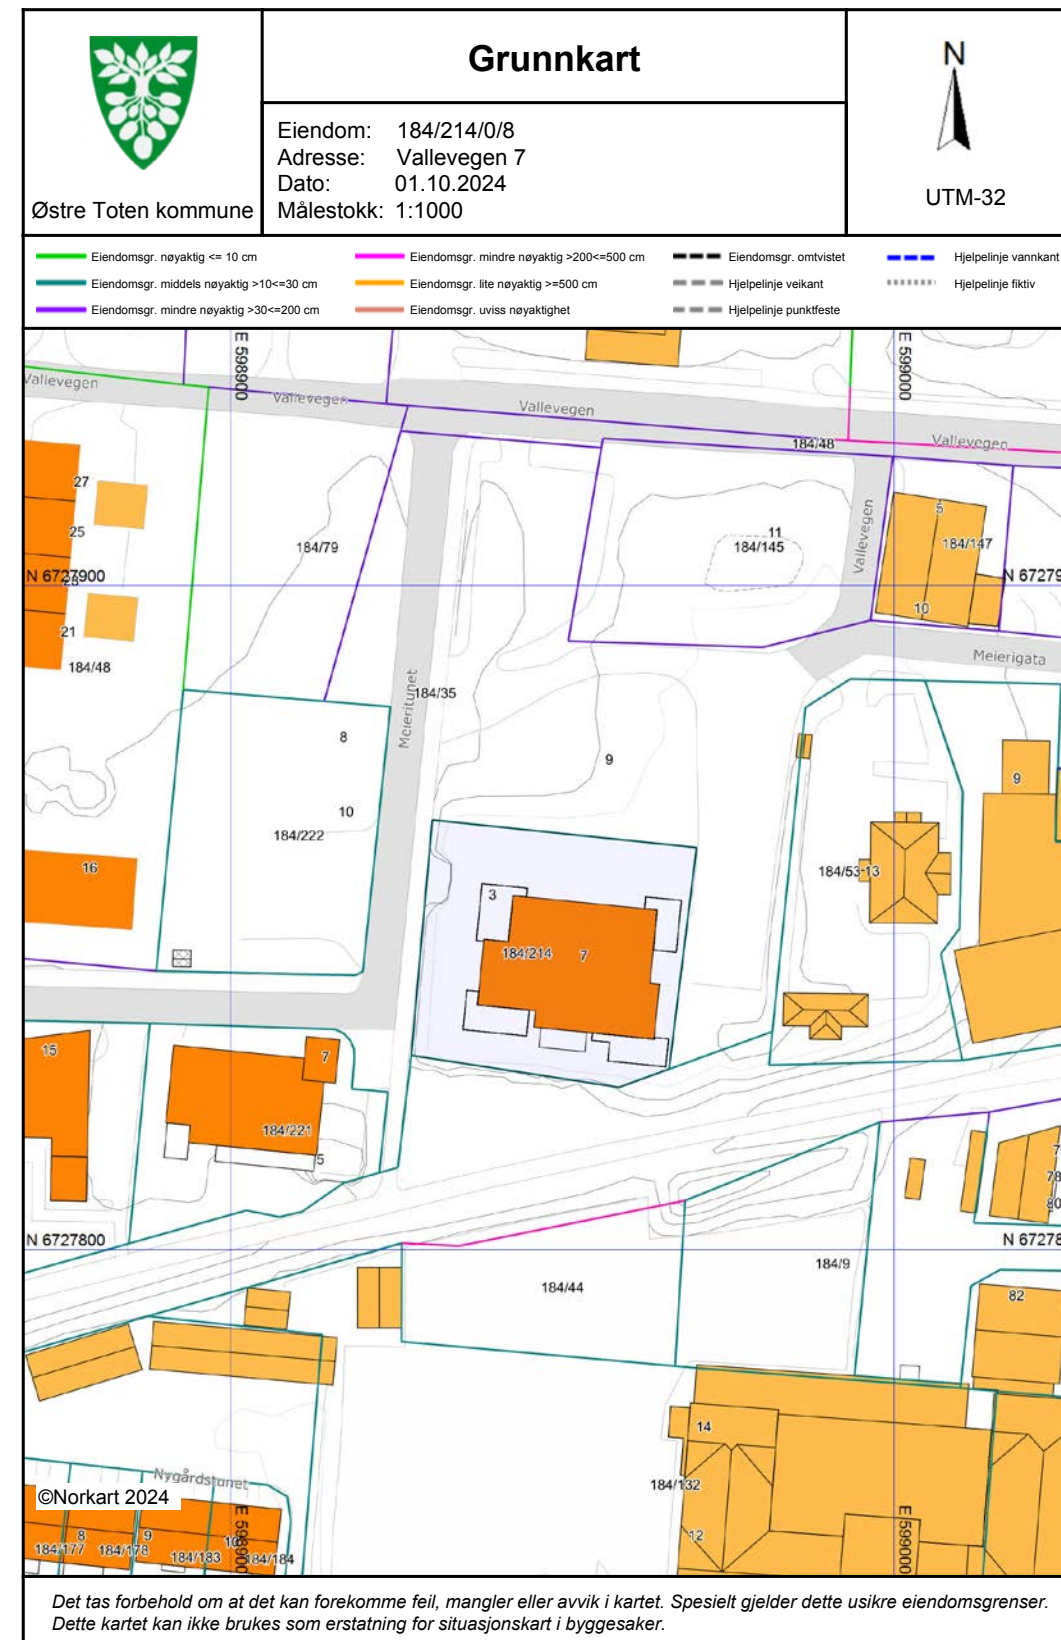 Grunnkart
N
Eiendom: 184/214/0/8
Adresse: Vallevegen 7
Dato: 01.10.2024
Målestokk: 1:1000
Østre Toten kommune
UTM-32
Eiendomsgr. nøyaktig <= 10 cm
Eiendomsgr. mindre nøyaktig >200<=500 cm
Eiendomsgr. omtvistet
Hjelpelinje vannkant
Eiendomsgr. middels nøyaktig >10<=30 cm
Eiendomsgr. lite nøyaktig >=500 cm
Hjelpelinje veikant
Hjelpelinje fiktiv
Eiendomsgr. mindre nøyaktig >30<=200 cm
Eiendomsgr. uviss nøyaktighet
Hjelpelinje punktfeste
E 598900
E 599000
Vallevegen
Vallevegen
Vallevegen
184/48
Vallevegen
27
25
184/79
11
184/145
Vallevegen
5
184/147
N 6727900
N 67279
10
21
184/48
Meierigata
184/35
Meieritunet
8
9
9
10
184/222
16
184/53-13
3
184/214
7
15
7
184/221
5
7
78
80
N 6727800
N 67278
184/9
184/44
82
14
Nygårdstunet
184/132
©Norkart 2024
E 598900
E 599000
8
9
10
12
184/177
184/178
184/183
184/184
Det tas forbehold om at det kan forekomme feil, mangler eller avvik i kartet. Spesielt gjelder dette usikre eiendomsgrenser.
Dette kartet kan ikke brukes som erstatning for situasjonskart i byggesaker.